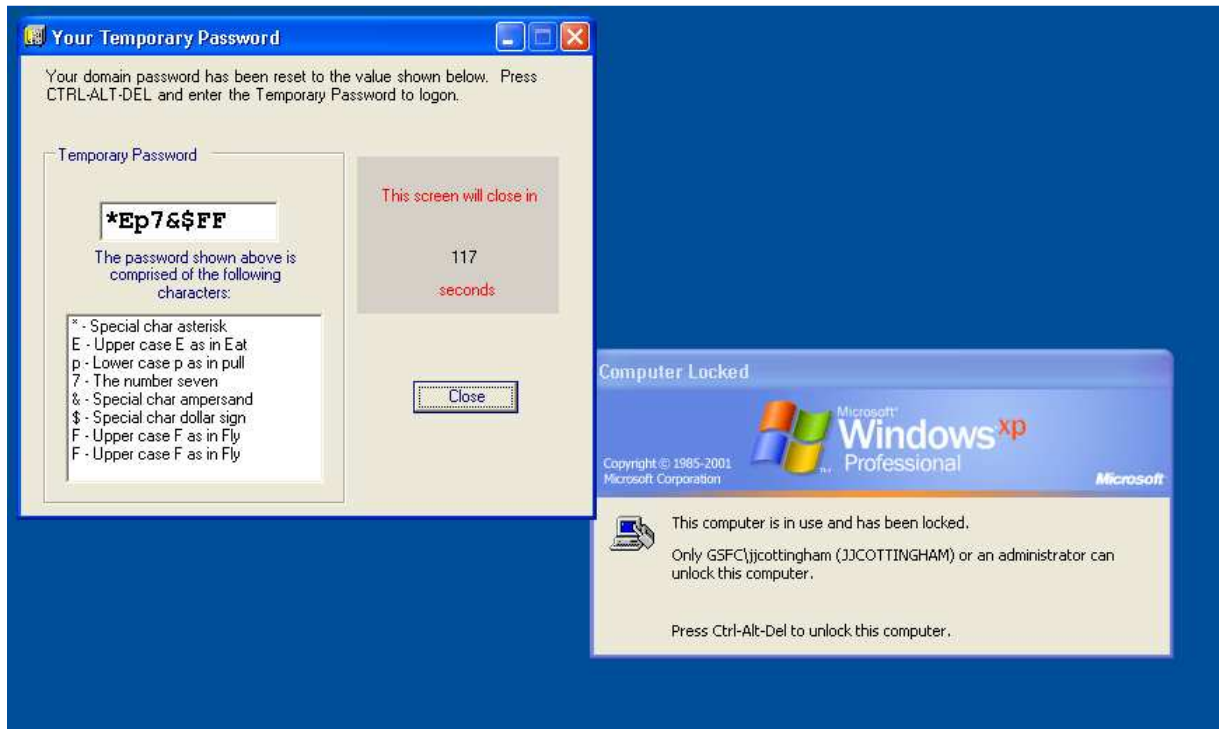 Your Temporary Password
Your domain password has been reset to the value shown below. Press
CTRL-ALT-DEL and enter the Temporary Password to logon.
Temporary Password
*Ep7&$FF
The password shown above is
comprised of the following
characters:
* - Special char asterisk
E - Upper case E as in Eat
p - Lower case p as in pull
7 - The number seven
& - Special char ampersand
$ - Special char dollar sign
F - Upper case F as in Fly
F - Upper case F as in Fly
This screen will close in
117
seconds
Close
Computer Locked
Microsoft®
Windows xp
Professional
Copyright © 1985-2001
Microsoft Corporation
Microsoft
This computer is in use and has been locked.
Only GSFC\jjcottingham (JJCOTTINGHAM) or an administrator can
unlock this computer.
Press Ctrl-Alt-Del to unlock this computer.